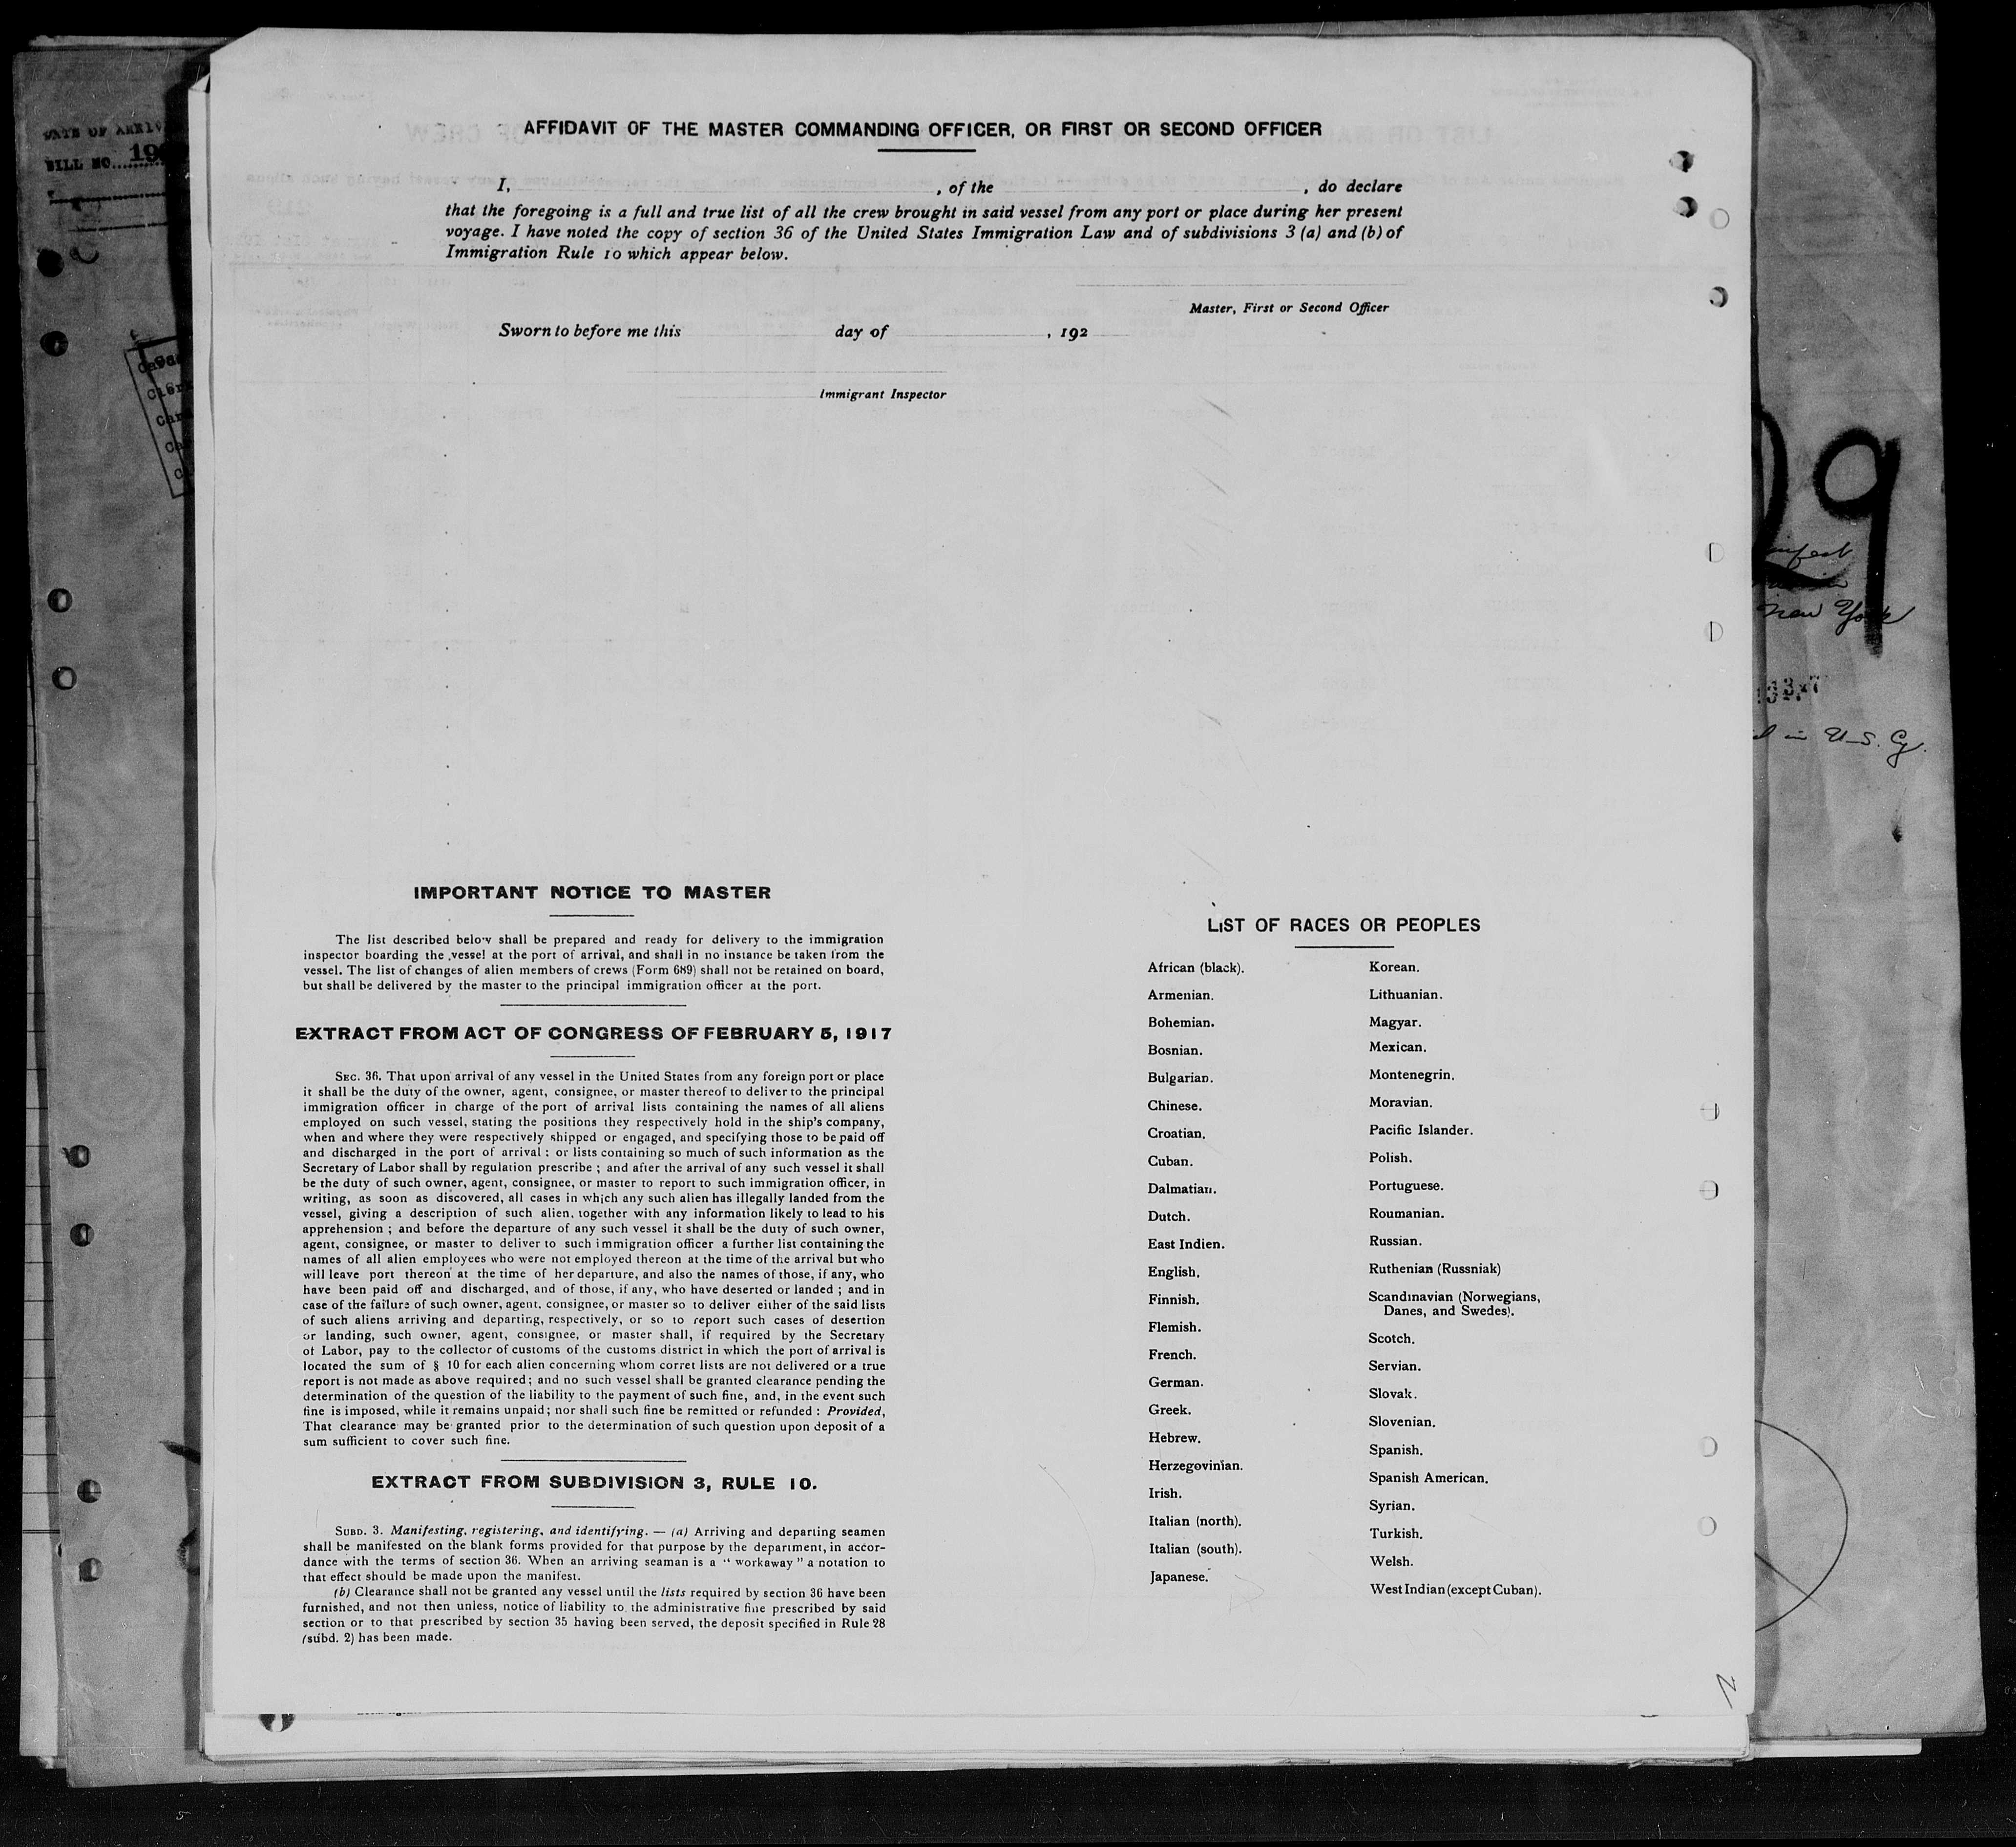 DATE OF ARRIV
BILL NO.
AFFIDAVIT OF THE MASTER COMMANDING OFFICER, OR FIRST OR SECOND OFFICER
I, , of the , do declare
that the foregoing is a full and true list of all the crew brought in said vessel from any port or place during her present
voyage. I have noted the copy of section 36 of the United States Immigration Law and of subdivisions 3 (a) and (b) of
Immigration Rule 10 which appear below.
Master, First or Second Officer
Sworn to before me this day of , 192
Immigrant Inspector
New York
in U.S. Cy.
IMPORTANT NOTICE TO MASTER
The list described below shall be prepared and ready for delivery to the immigration
inspector boarding the vessel at the port of arrival, and shall in no instance be taken from the
vessel. The list of changes of alien members of crews (Form 689) shall not be retained on board,
but shall be delivered by the master to the principal immigration officer at the port.
EXTRACT FROM ACT OF CONGRESS OF FEBRUARY 5, 1917
SEC. 36. That upon arrival of any vessel in the United States from any foreign port or place
it shall be the duty of the owner, agent, consignee, or master thereof to deliver to the principal
immigration officer in charge of the port of arrival lists containing the names of all aliens
employed on such vessel, stating the positions they respectively hold in the ship's company,
when and where they were respectively shipped or engaged, and specifying those to be paid off
and discharged in the port of arrival : or lists containing so much of such information as the
Secretary of Labor shall by regulation prescribe ; and after the arrival of any such vessel it shall
be the duty of such owner, agent, consignee, or master to report to such immigration officer, in
writing, as soon as discovered, all cases in which any such alien has illegally landed from the
vessel, giving a description of such alien, together with any information likely to lead to his
apprehension ; and before the departure of any such vessel it shall be the duty of such owner,
agent, consignee, or master to deliver to such immigration officer a further list containing the
names of all alien employees who were not employed thereon at the time of the arrival but who
will leave port thereon at the time of her departure, and also the names of those, if any, who
have been paid off and discharged, and of those, if any, who have deserted or landed ; and in
case of the failure of such owner, agent, consignee, or master so to deliver either of the said lists
of such aliens arriving and departing, respectively, or so to report such cases of desertion
or landing, such owner, agent, consignee, or master shall, if required by the Secretary
of Labor, pay to the collector of customs of the customs district in which the port of arrival is
located the sum of § 10 for each alien concerning whom corret lists are not delivered or a true
report is not made as above required ; and no such vessel shall be granted clearance pending the
determination of the question of the liability to the payment of such fine, and, in the event such
fine is imposed, while it remains unpaid ; nor shall such fine be remitted or refunded : Provided,
That clearance may be granted prior to the determination of such question upon deposit of a
sum sufficient to cover such fine.
EXTRACT FROM SUBDIVISION 3, RULE 10.
SUBD. 3. Manifesting, registering, and identifying. — (a) Arriving and departing seamen
shall be manifested on the blank forms provided for that purpose by the department, in accor-
dance with the terms of section 36. When an arriving seaman is a " workaway " a notation to
that effect should be made upon the manifest.
(b) Clearance shall not be granted any vessel until the lists required by section 36 have been
furnished, and not then unless, notice of liability to the administrative fine prescribed by said
section or to that prescribed by section 35 having been served, the deposit specified in Rule 28
(subd. 2) has been made.
LIST OF RACES OR PEOPLES
African (black).
Armenian.
Bohemian.
Bosnian.
Bulgarian.
Chinese.
Croatian.
Cuban.
Dalmatian.
Dutch.
East Indien.
English.
Finnish.
Flemish.
French.
German.
Greek.
Hebrew.
Herzegovinian.
Irish.
Italian (north).
Italian (south).
Japanese.
Korean.
Lithuanian.
Magyar.
Mexican.
Montenegrin.
Moravian.
Pacific Islander.
Polish.
Portuguese.
Roumanian.
Russian.
Ruthenian (Russniak)
Scandinavian (Norwegians,
Danes, and Swedes).
Scotch.
Servian.
Slovak.
Slovenian.
Spanish.
Spanish American.
Syrian.
Turkish.
Welsh.
West Indian (except Cuban).